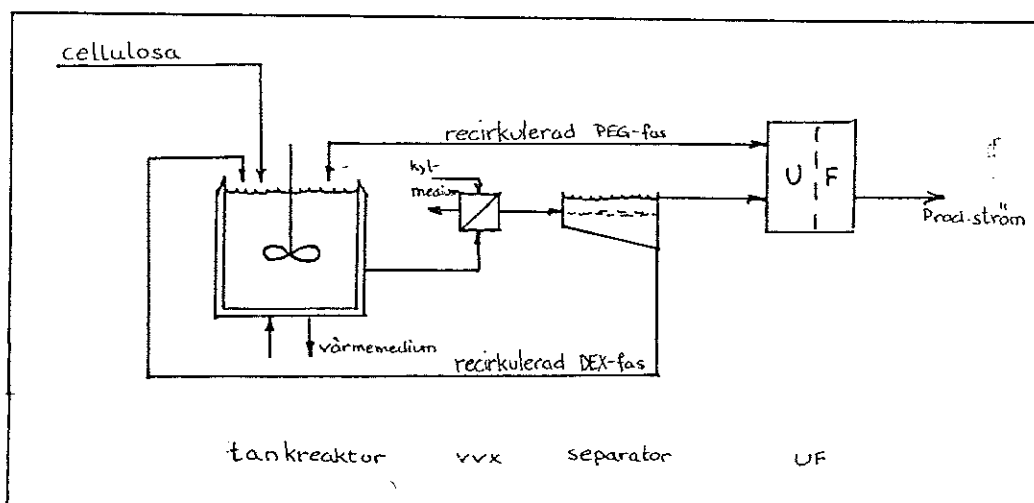 cellulosa
recirkulerad PEG-fas
kyl-
medium
U F
Prod.ström
värmemedium
recirkulerad DEX-fas
tankreaktor vvx separator UF